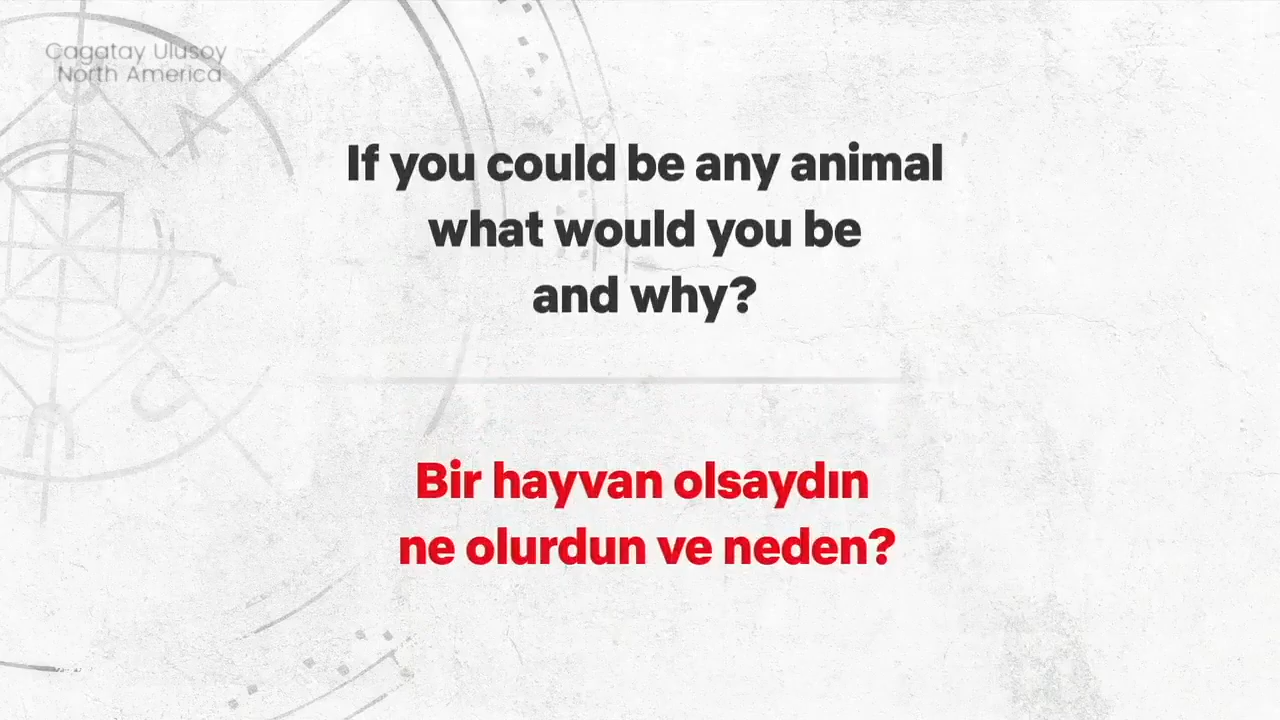 Cagatay Ulusoy
North America
If you could be any animal
what would you be
and why?
Bir hayvan olsaydın
ne olurdun ve neden?